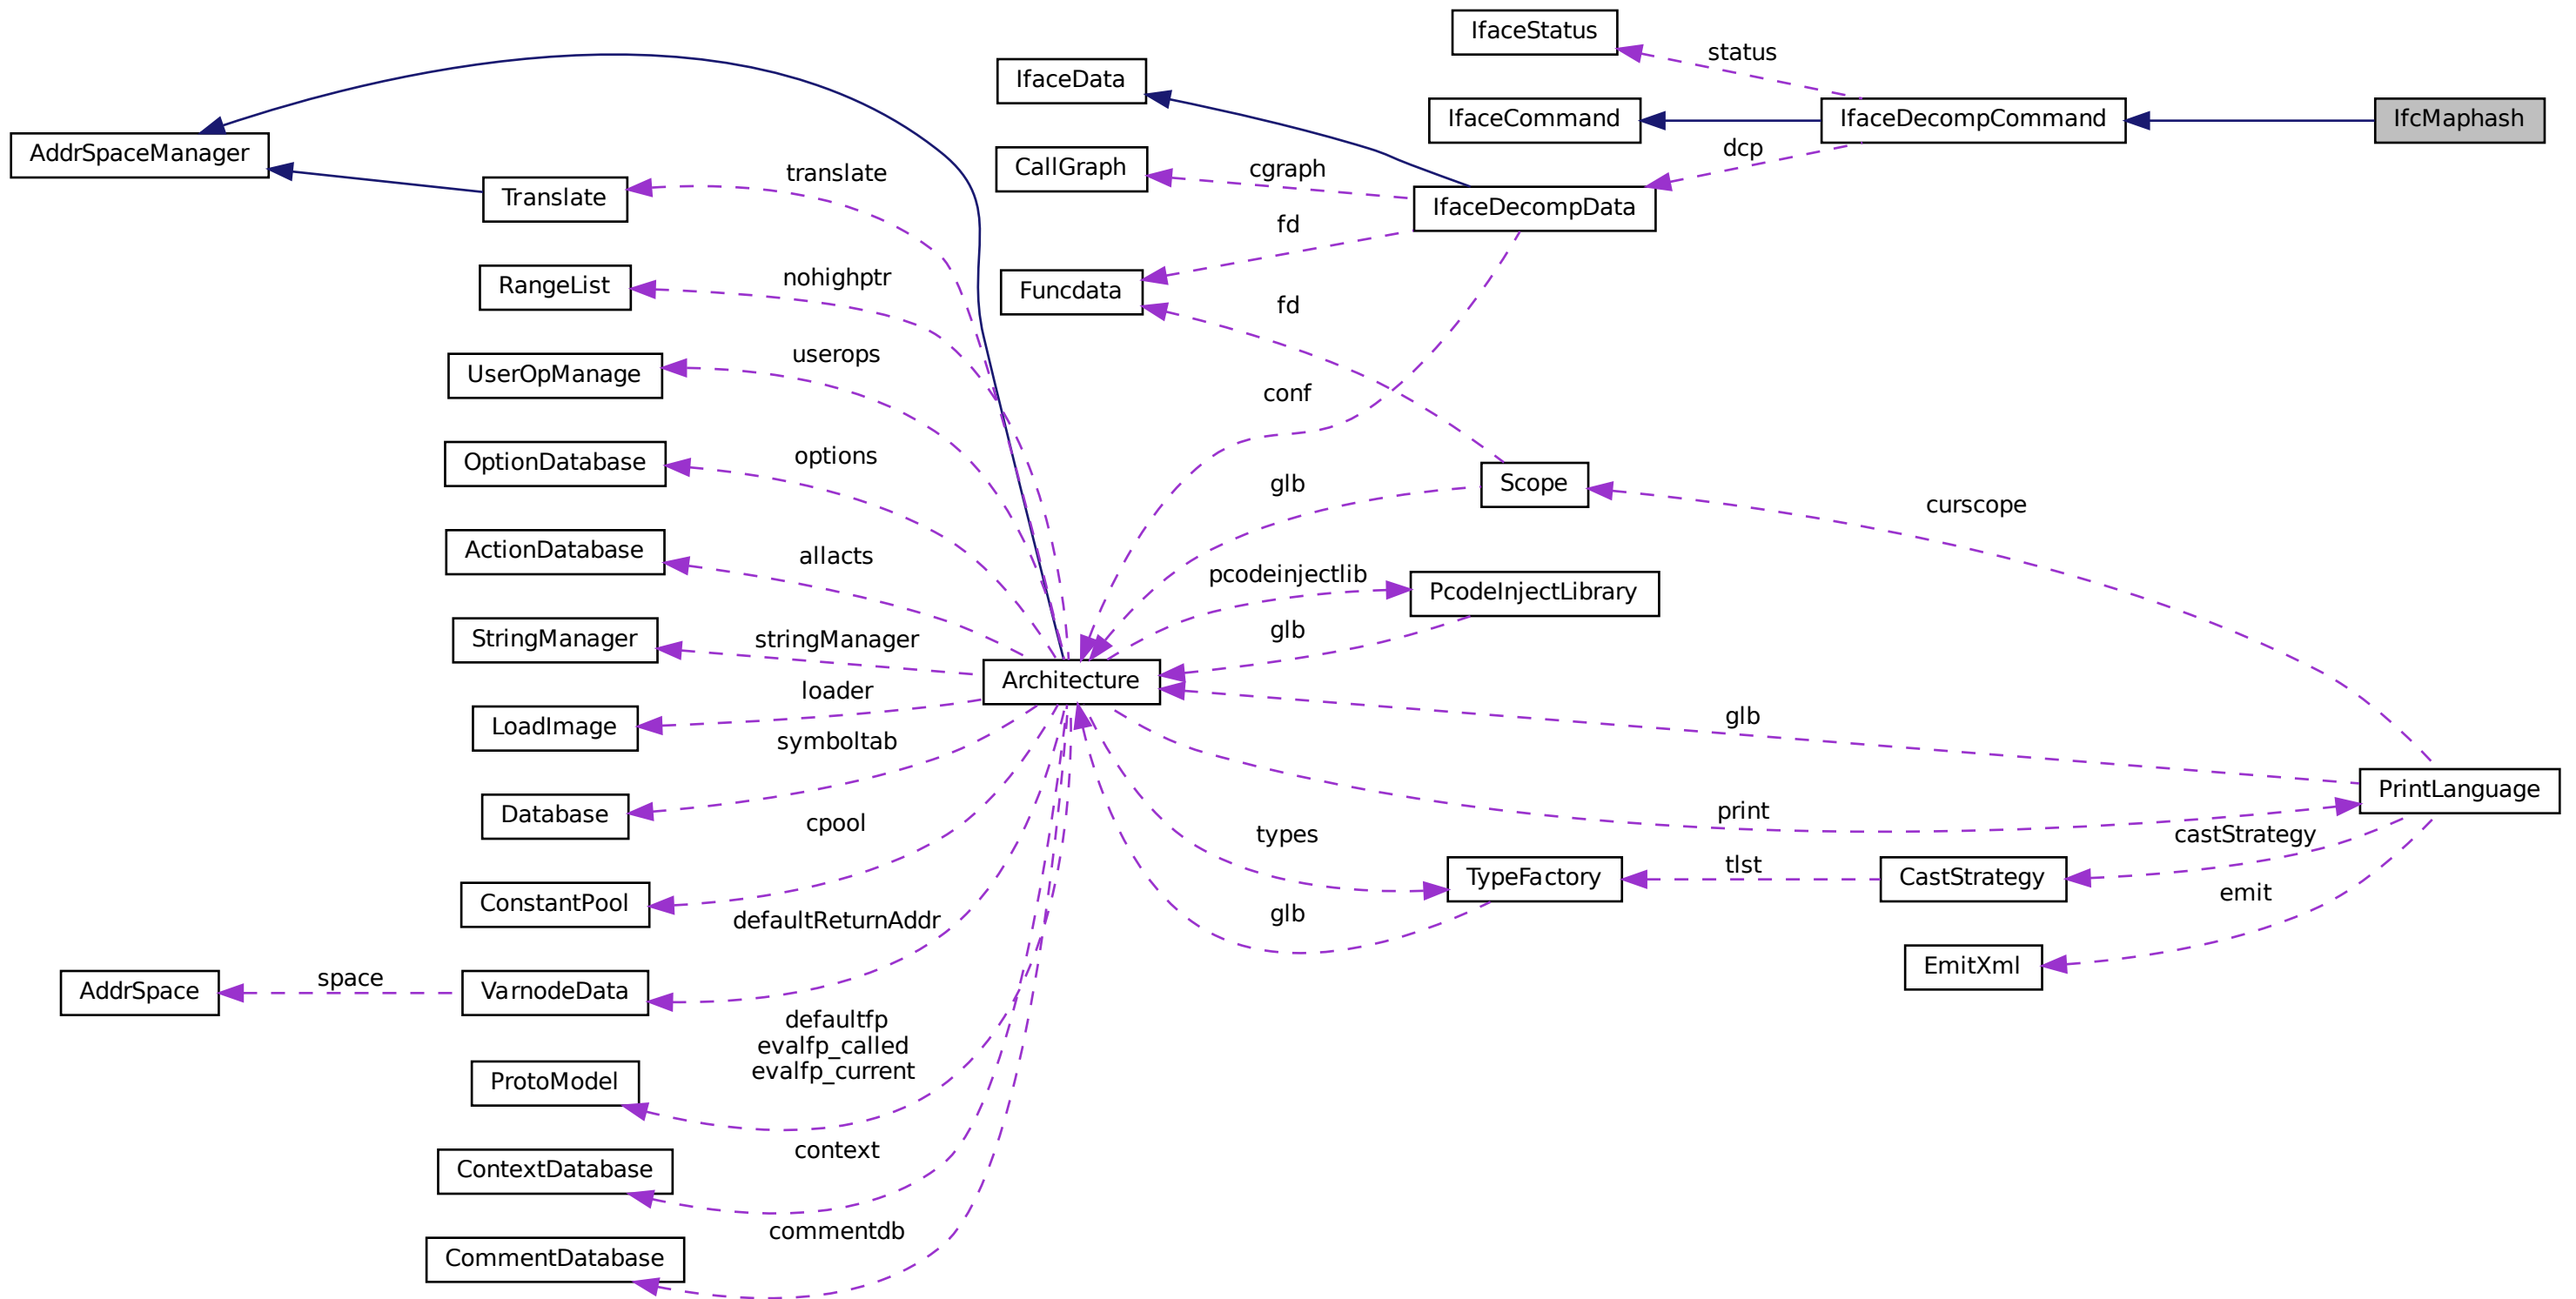 IfaceStatus
status
IfaceData
IfaceCommand
IfaceDecompCommand
IfcMaphash
AddrSpaceManager
translate
CallGraph
cgraph
dcp
Translate
IfaceDecompData
fd
RangeList
nohighptr
Funcdata
fd
UserOpManage
userops
conf
OptionDatabase
options
glb
Scope
curscope
ActionDatabase
allacts
pcodeinjectlib
PcodeInjectLibrary
StringManager
stringManager
glb
Architecture
LoadImage
loader
glb
symboltab
PrintLanguage
Database
print
cpool
types
castStrategy
ConstantPool
TypeFactory
tlst
CastStrategy
defaultReturnAddr
glb
emit
AddrSpace
space
VarnodeData
EmitXml
defaultfp
evalfp_called
evalfp_current
ProtoModel
context
ContextDatabase
commentdb
CommentDatabase